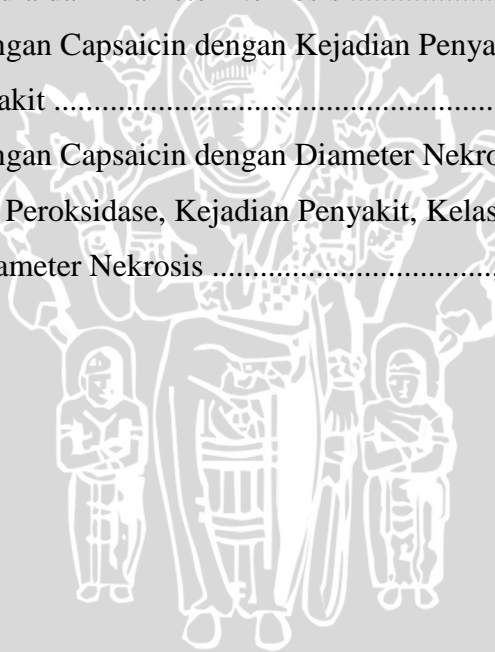 ngan Capsaicin dengan Kejadian Penya
akit ..................................................
ngan Capsaicin dengan Diameter Nekro
Peroksidase, Kejadian Penyakit, Kelas
ameter Nekrosis ....................................